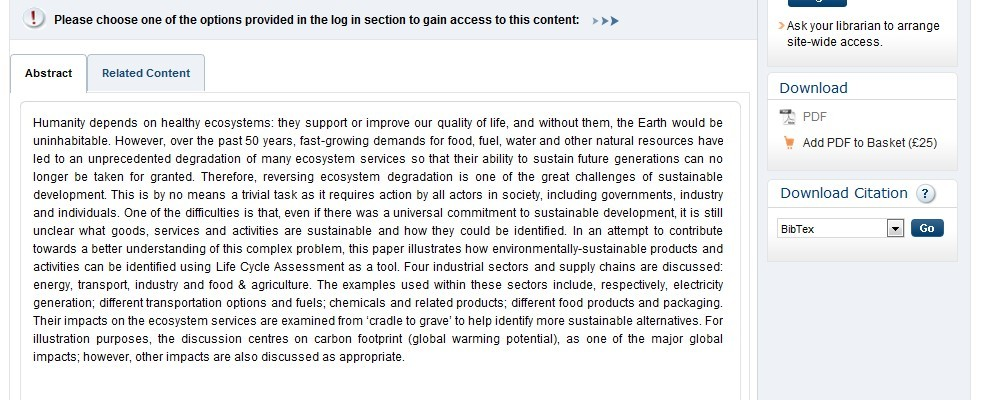 Please choose one of the options provided in the log in section to gain access to this content:
Abstract
Related Content
Humanity depends on healthy ecosystems: they support or improve our quality of life, and without them, the Earth would be
uninhabitable. However, over the past 50 years, fast-growing demands for food, fuel, water and other natural resources have
led to an unprecedented degradation of many ecosystem services so that their ability to sustain future generations can no
longer be taken for granted. Therefore, reversing ecosystem degradation is one of the great challenges of sustainable
development. This is by no means a trivial task as it requires action by all actors in society, including governments, industry
and individuals. One of the difficulties is that, even if there was a universal commitment to sustainable development, it is still
unclear what goods, services and activities are sustainable and how they could be identified. In an attempt to contribute
towards a better understanding of this complex problem, this paper illustrates how environmentally-sustainable products and
activities can be identified using Life Cycle Assessment as a tool. Four industrial sectors and supply chains are discussed:
energy, transport, industry and food & agriculture. The examples used within these sectors include, respectively, electricity
generation; different transportation options and fuels; chemicals and related products; different food products and packaging.
Their impacts on the ecosystem services are examined from ‘cradle to grave’ to help identify more sustainable alternatives. For
illustration purposes, the discussion centres on carbon footprint (global warming potential), as one of the major global
impacts; however, other impacts are also discussed as appropriate.
Ask your librarian to arrange
site-wide access.
Download
PDF
Add PDF to Basket (£25)
Download Citation ?
BibTex
Go